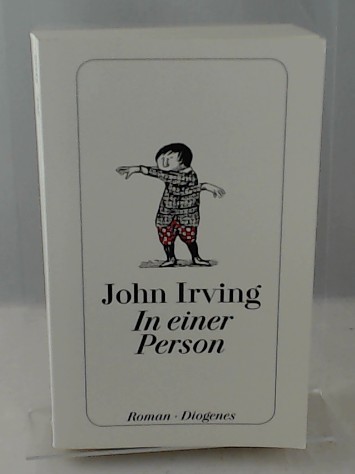 John Irving
In einer
Person
Roman · Diogenes